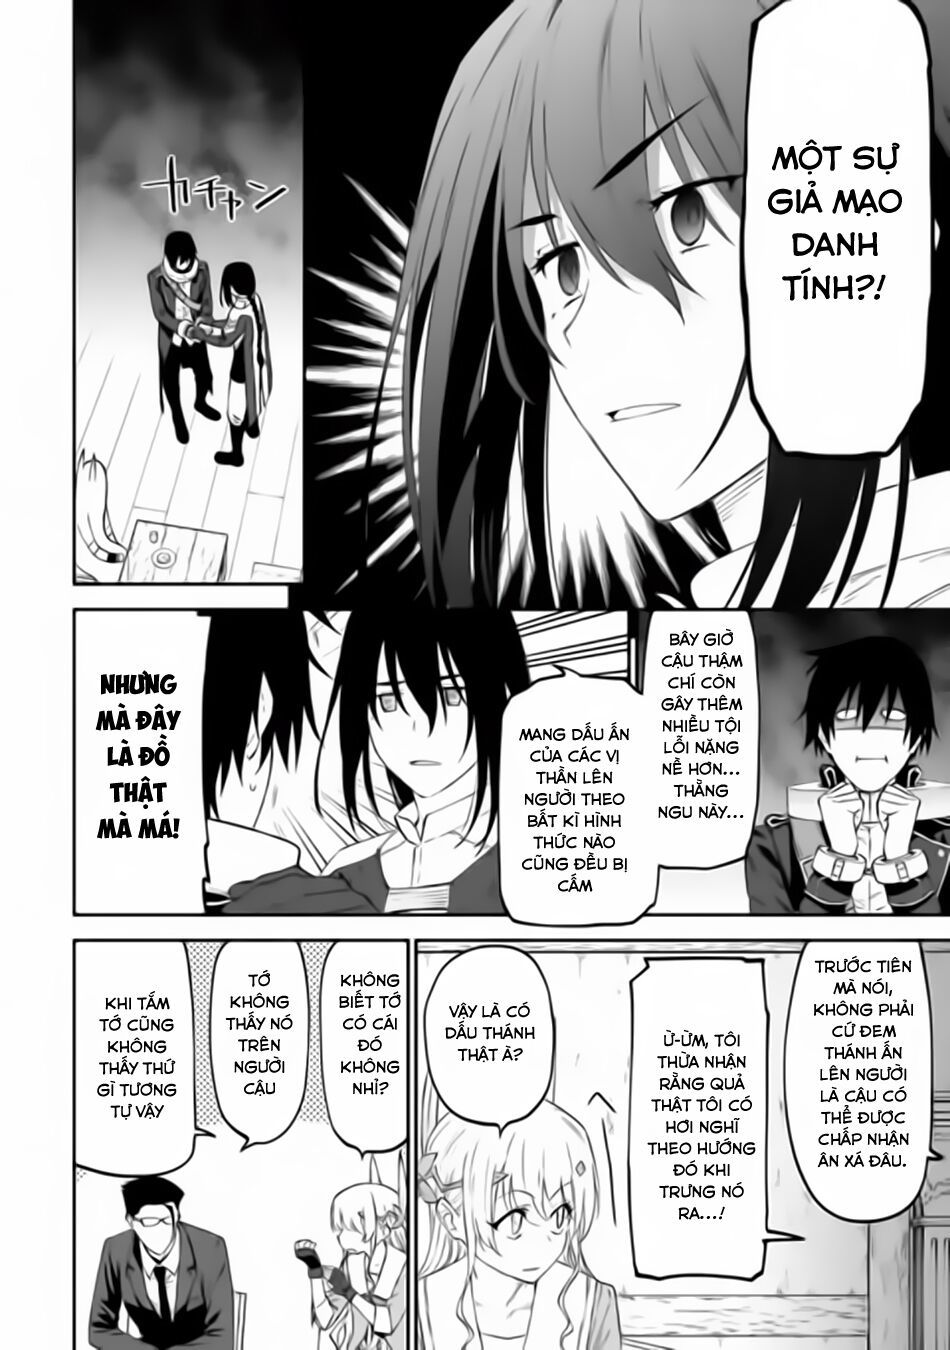 MỘT SỰ
GIẢ MẠO
DANH
TÍNH?!
カチャン
BÂY GIỜ
CẬU THẬM
CHÍ CÒN
GÂY THÊM
NHIỀU TỘI
LỖI NẶNG
NỀ HƠN...
THẰNG
NGU NÀY...
MANG DẤU ẤN
CỦA CÁC VỊ
THẦN LÊN
NGƯỜI THEO
BẤT KÌ HÌNH
THỨC NÀO
CŨNG ĐỀU BỊ
CẤM
NHƯNG
MÀ ĐÂY
LÀ ĐỒ
THẬT
MÀ MÁ!
TRƯỚC TIÊN
MÀ NÓI,
KHÔNG PHẢI
CỨ ĐEM
THÁNH ẤN
LÊN NGƯỜI
LÀ CẬU CÓ
THỂ ĐƯỢC
CHẤP NHẬN
ÂN XÁ ĐÂU.
Ừ-ỪM, TÔI
THỪA NHẬN
RẰNG QUẢ
THẬT TÔI CÓ
HƠI NGHĨ
THEO HƯỚNG
ĐÓ KHI
TRƯNG NÓ
RA...!
VẬY LÀ CÓ
DẤU THÁNH
THẬT À?
KHÔNG
BIẾT TỚ
CÓ CÁI
ĐÓ
KHÔNG
NHỈ?
TỚ
KHÔNG
THẤY NÓ
TRÊN
NGƯỜI
CẬU
KHI TẮM
TỚ CŨNG
KHÔNG
THẤY THỨ
GÌ TƯƠNG
TỰ VẬY